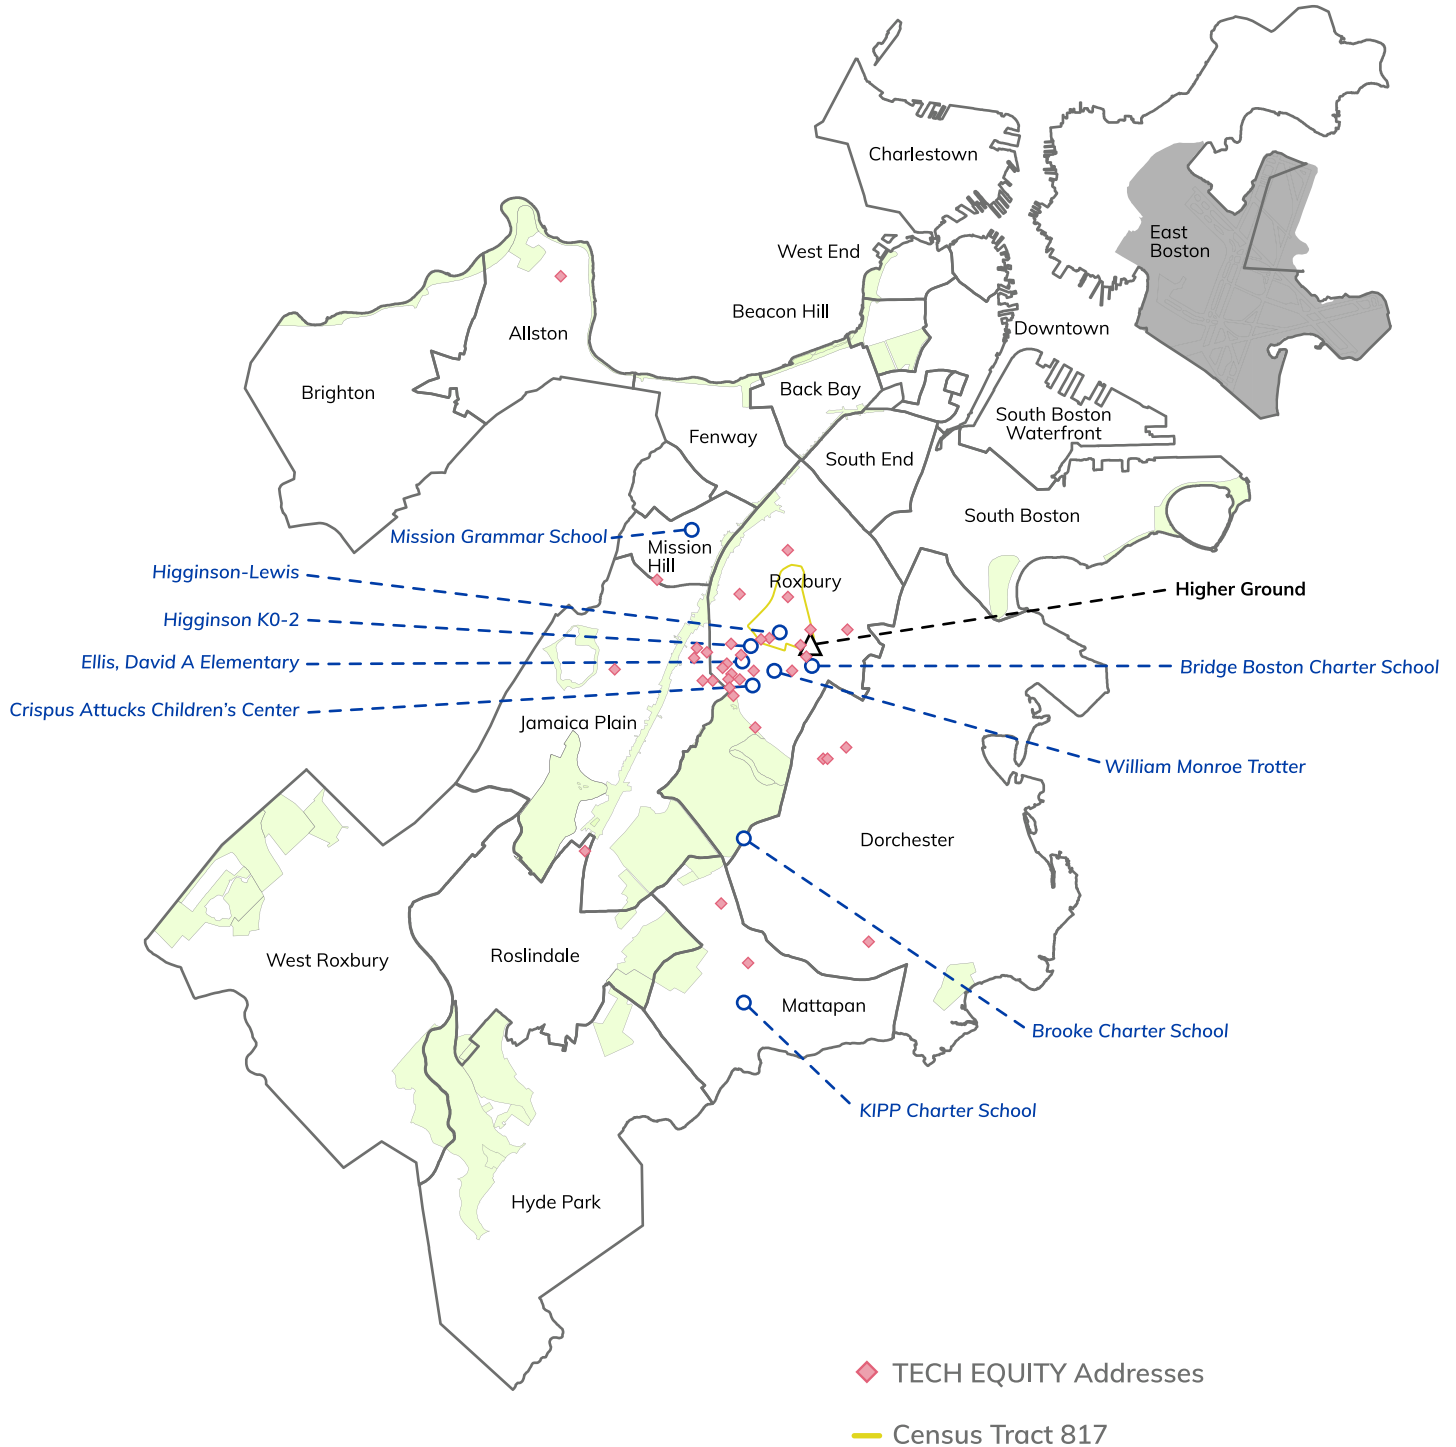 Charlestown
East
Boston
West End
Beacon Hill
Downtown
Allston
Brighton
Back Bay
South Boston
Waterfront
Fenway
South End
South Boston
Mission Grammar School
Mission
Hill
Higginson-Lewis
Roxbury
Higher Ground
Higginson K0-2
Ellis, David A Elementary
Bridge Boston Charter School
Crispus Attucks Children's Center
Jamaica Plain
William Monroe Trotter
Dorchester
West Roxbury
Roslindale
Mattapan
Brooke Charter School
KIPP Charter School
Hyde Park
TECH EQUITY Addresses
Census Tract 817